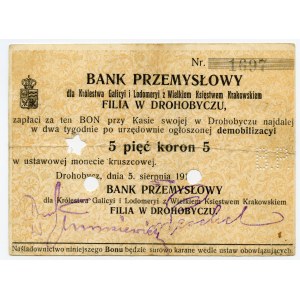 Nr. 1697
BANK PRZEMYSŁOWY
dla Królestwa Galicyi i Lodomeryi z Wielkiem Księstwem Krakowskiem
FILIA W DROHOBYCZU,
zapłaci za ten BON przy Kasie swojej w Drohobyczu najdalej
w dwa tygodnie po urzędownie ogłoszonej demobilizacyi
5 pięć koron 5
w ustawowej monecie kruszcowej.
Drohobycz, dnia 5. sierpnia 191
BANK PRZEMYSŁOWY
dla Królestwa Galicyi i Lodomeryi z Wielkiem Księstwem Krakowskiem
FILIA W DROHOBYCZU.
Naśladownictwo niniejszego Bonu będzie surowo karane wedle ustaw obowiązujących.